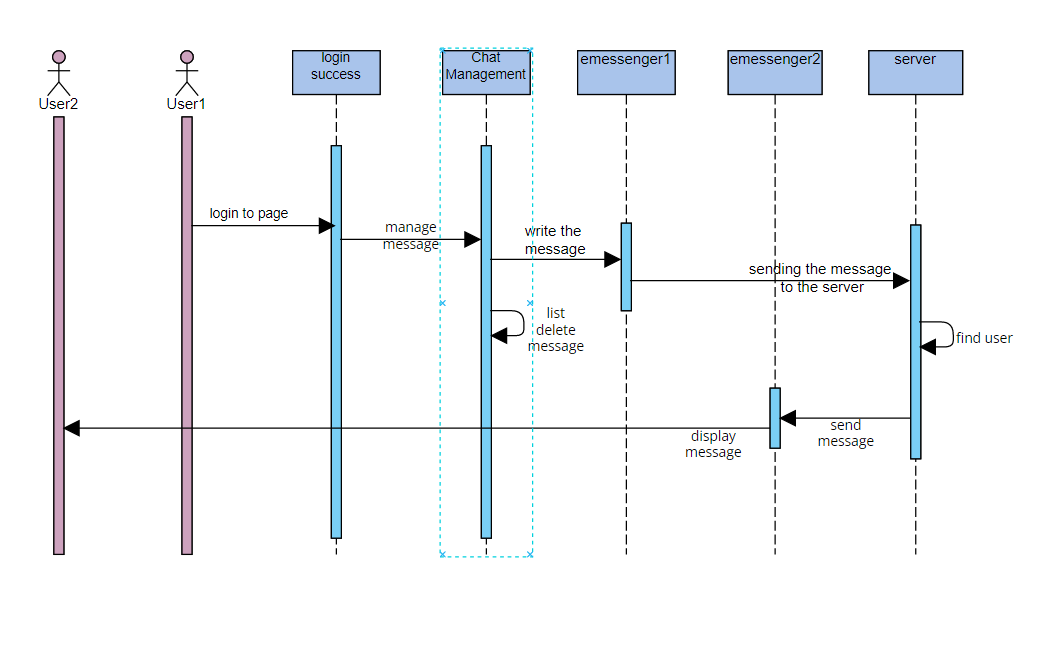 User2
User1
login
success
Chat
Management
emessenger1
emessenger2
server
login to page
manage
message
write the
message
sending the message
to the server
list
delete
message
find user
send
message
display
message